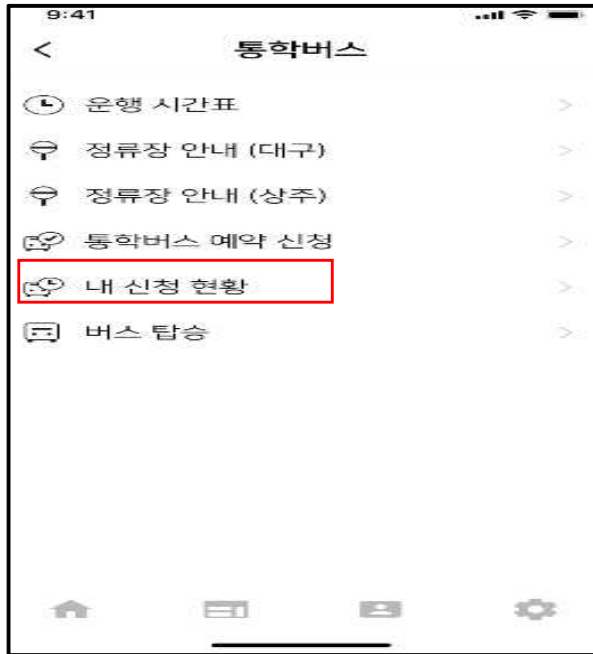 9:41
통학버스
운행 시간표
정류장 안내 (대구)
정류장 안내 (상주)
통학버스 예약 신청
내 신청 현황
버스 탑승